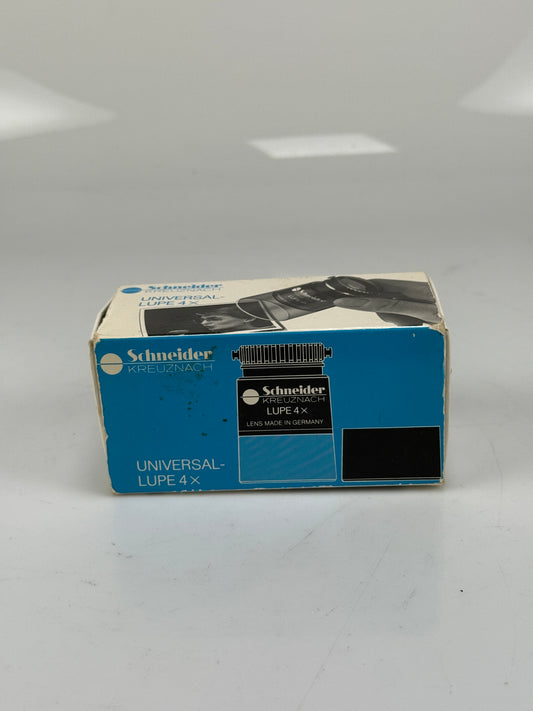 Schneider
KREUZNACH
UNIVERSAL-
LUPE 4×
Schneider
KREUZNACH
Schneider
KREUZNACH
LUPE 4×
LENS MADE IN GERMANY
UNIVERSAL-
LUPE 4×